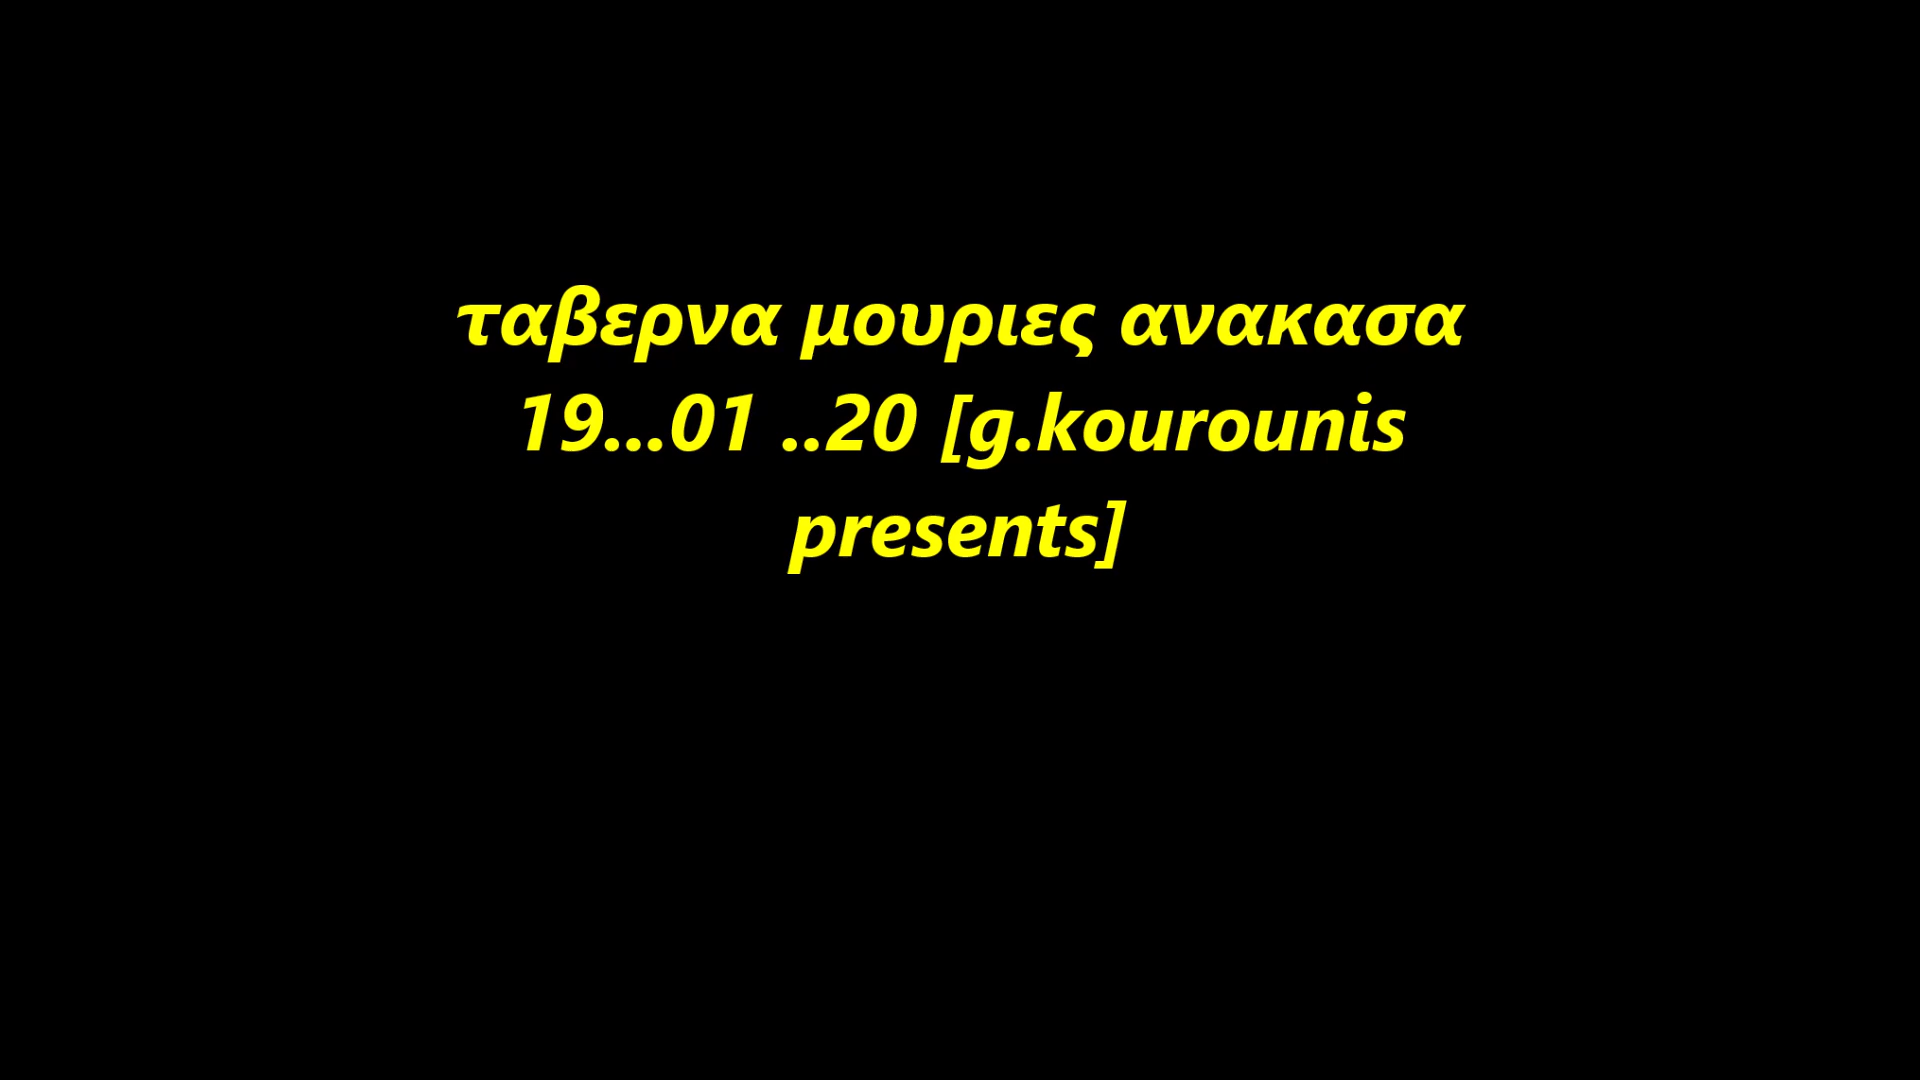 ταβερνα μουριες ανακασα
19...01 ..20 [g.kourounis
presents]